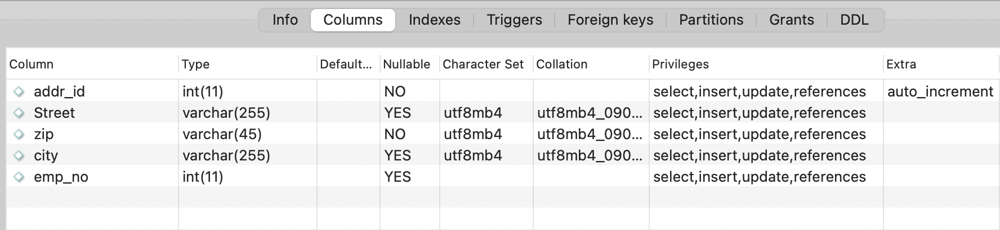 Info Columns Indexes Triggers Foreign keys Partitions Grants DDL
Column Type Default... Nullable Character Set Collation Privileges Extra
addr_id int(11) NO select,insert,update,references auto_increment
Street varchar(255) YES utf8mb4 utf8mb4_090... select,insert,update,references
zip varchar(45) NO utf8mb4 utf8mb4_090... select,insert,update,references
city varchar(255) YES utf8mb4 utf8mb4_090... select,insert,update,references
emp_no int(11) YES select,insert,update,references